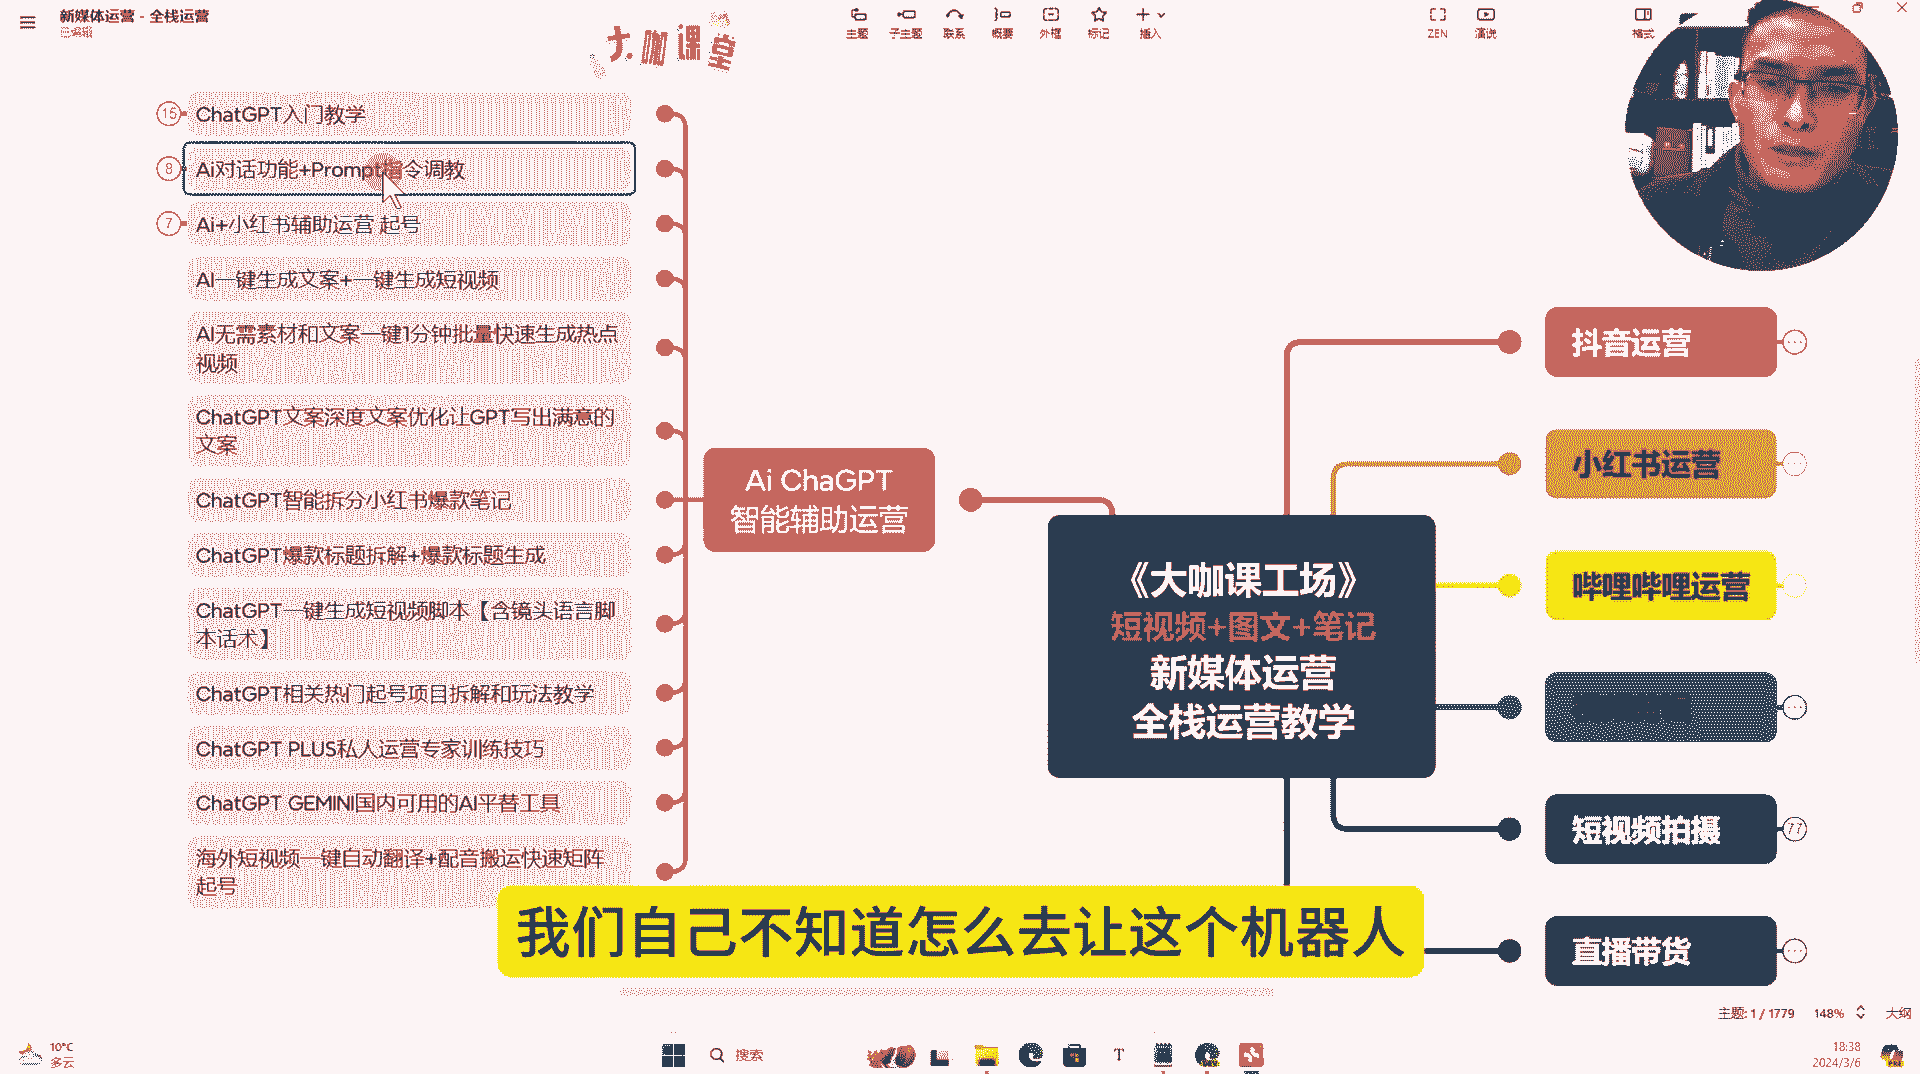 新媒体运营 - 全栈运营
已编辑
大咖课堂
主题
子主题
联系
概要
外框
标记
插入
ZEN
演说
格式
15
ChatGPT入门教学
8
Ai对话功能+Prompt指令调教
7
Ai+小红书辅助运营 起号
AI一键生成文案+一键生成短视频
AI无需素材和文案一键1分钟批量快速生成热点
视频
ChatGPT文案深度文案优化让GPT写出满意的
文案
ChatGPT智能拆分小红书爆款笔记
ChatGPT爆款标题拆解+爆款标题生成
ChatGPT一键生成短视频脚本【含镜头语言脚
本话术】
ChatGPT相关热门起号项目拆解和玩法教学
ChatGPT PLUS私人运营专家训练技巧
ChatGPT GEMINI国内可用的AI平替工具
海外短视频一键自动翻译+配音搬运快速矩阵
起号
Ai ChaGPT
智能辅助运营
《大咖课工场》
短视频+图文+笔记
新媒体运营
全栈运营教学
抖音运营
小红书运营
哔哩哔哩运营
短视频拍摄
77
直播带货
我们自己不知道怎么去让这个机器人
主题: 1 / 1779
148%
大纲
10°C
多云
搜索
18:38
2024/3/6